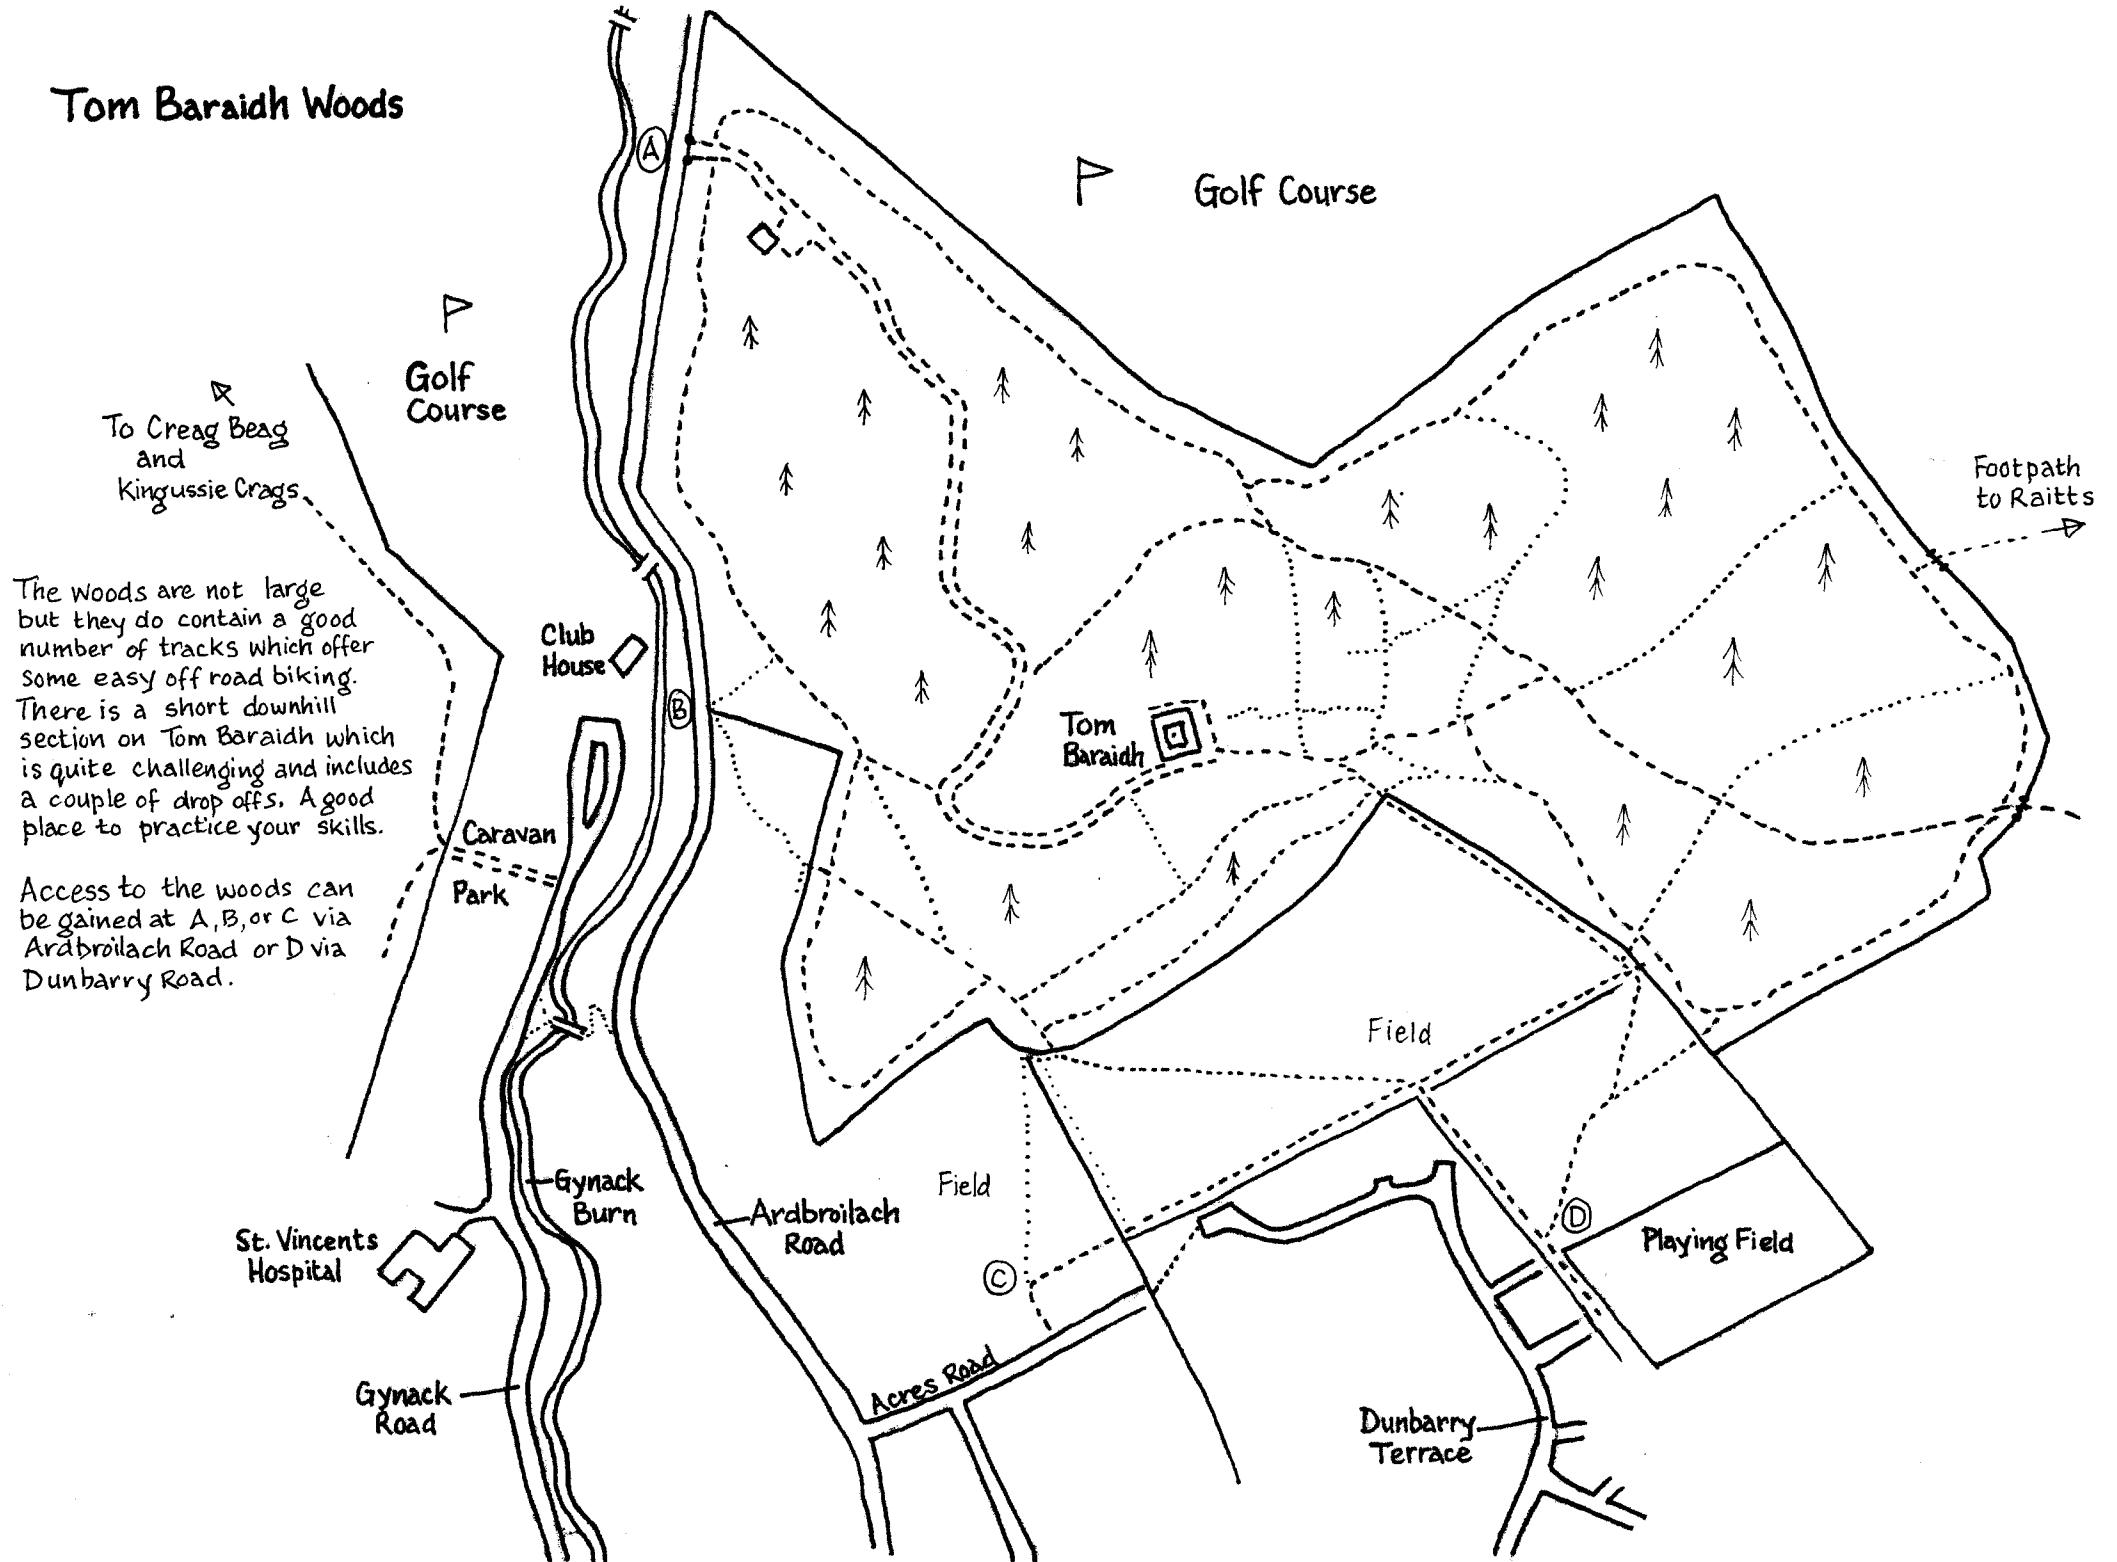 Tom Baraidh Woods
A
Golf Course
Golf
Course
To Creag Beag
and
Kingussie Crags
Footpath
to Raitts
The woods are not large
but they do contain a good
number of tracks which offer
some easy off road biking.
There is a short downhill
section on Tom Baraidh which
is quite challenging and includes
a couple of drop offs. A good
place to practice your skills.
Access to the woods can
be gained at A, B, or C via
Ardbroilach Road or D via
Dunbarry Road.
Club
House
B
Tom
Baraidh
Caravan
Park
Field
Field
Gynack
Burn
Ardbroilach
Road
St. Vincents
Hospital
C
D
Playing Field
Acres Road
Gynack
Road
Dunbarry
Terrace